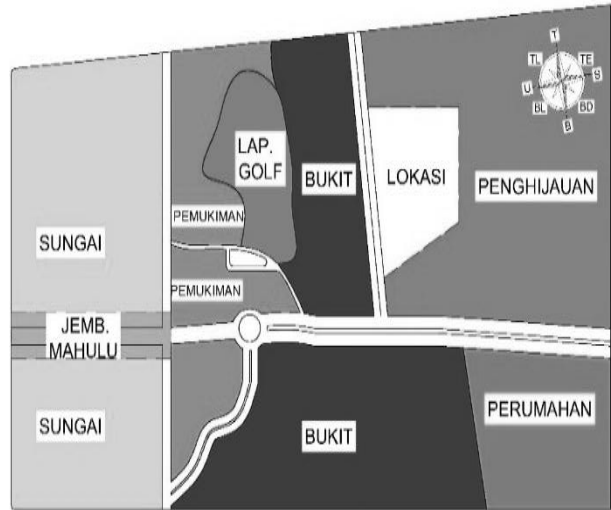 T
TL
TE
U
S
BL
BD
B
LAP.
GOLF
BUKIT
LOKASI
PENGHIJAUAN
PEMUKIMAN
SUNGAI
PEMUKIMAN
JEMB.
MAHULU
SUNGAI
BUKIT
PERUMAHAN